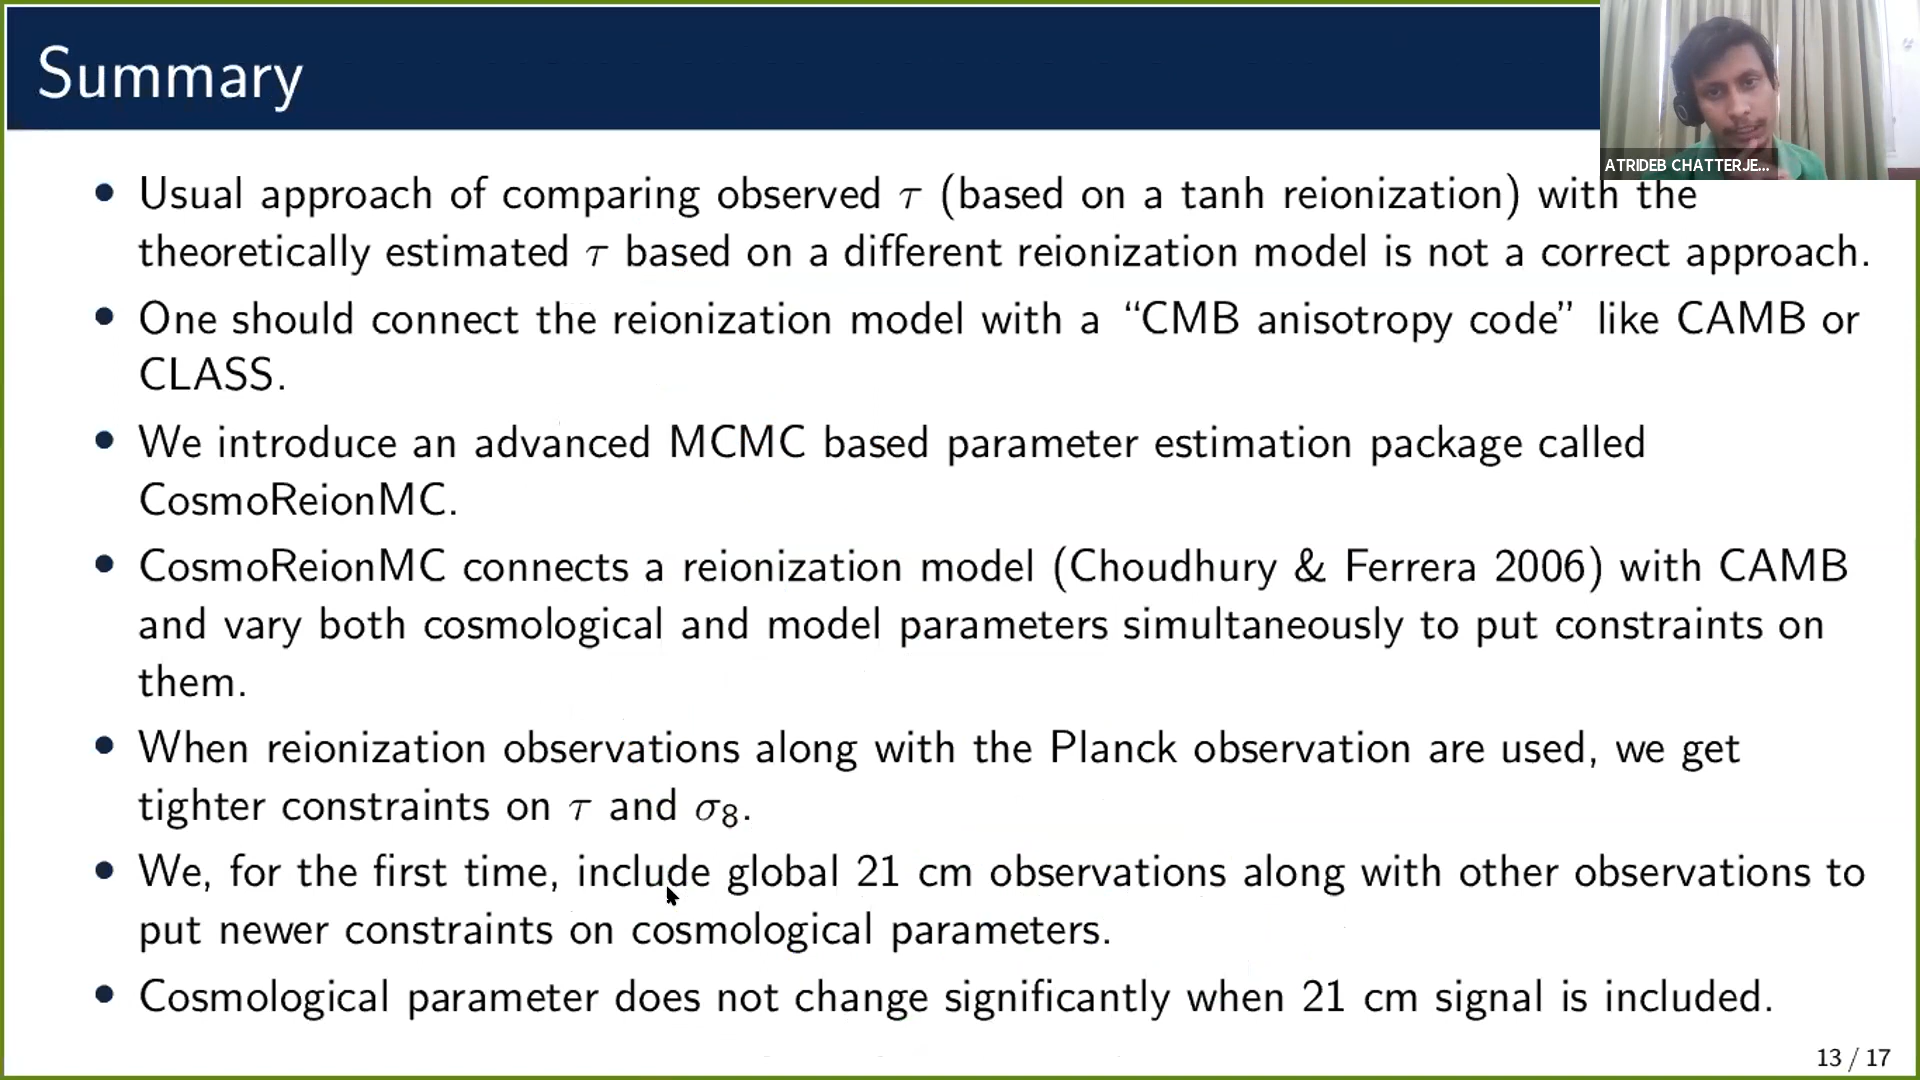 Summary
ATRIDEB CHATTERJE...
• Usual approach of comparing observed τ (based on a tanh reionization) with the
theoretically estimated τ based on a different reionization model is not a correct approach.
• One should connect the reionization model with a “CMB anisotropy code” like CAMB or
CLASS.
• We introduce an advanced MCMC based parameter estimation package called
CosmoReionMC.
• CosmoReionMC connects a reionization model (Choudhury & Ferrera 2006) with CAMB
and vary both cosmological and model parameters simultaneously to put constraints on
them.
• When reionization observations along with the Planck observation are used, we get
tighter constraints on τ and σ₈.
• We, for the first time, include global 21 cm observations along with other observations to
put newer constraints on cosmological parameters.
• Cosmological parameter does not change significantly when 21 cm signal is included.
13 / 17